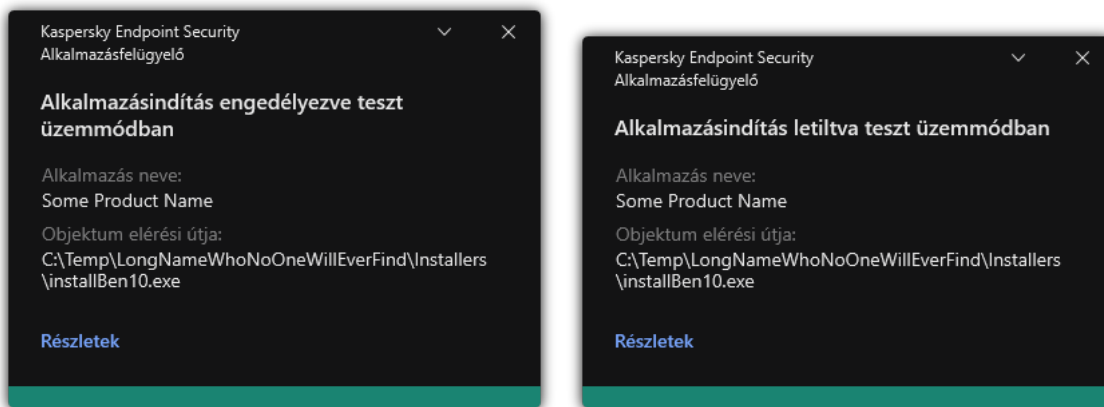 Kaspersky Endpoint Security
Alkalmazásfelügyelő
Alkalmazásindítás engedélyezve teszt
üzemmódban
Alkalmazás neve:
Some Product Name
Objektum elérési útja:
C:\Temp\LongNameWhoNoOneWillEverFind\Installers
\installBen10.exe
Részletek
Kaspersky Endpoint Security
Alkalmazásfelügyelő
Alkalmazásindítás letiltva teszt üzemmódban
Alkalmazás neve:
Some Product Name
Objektum elérési útja:
C:\Temp\LongNameWhoNoOneWillEverFind\Installers
\installBen10.exe
Részletek